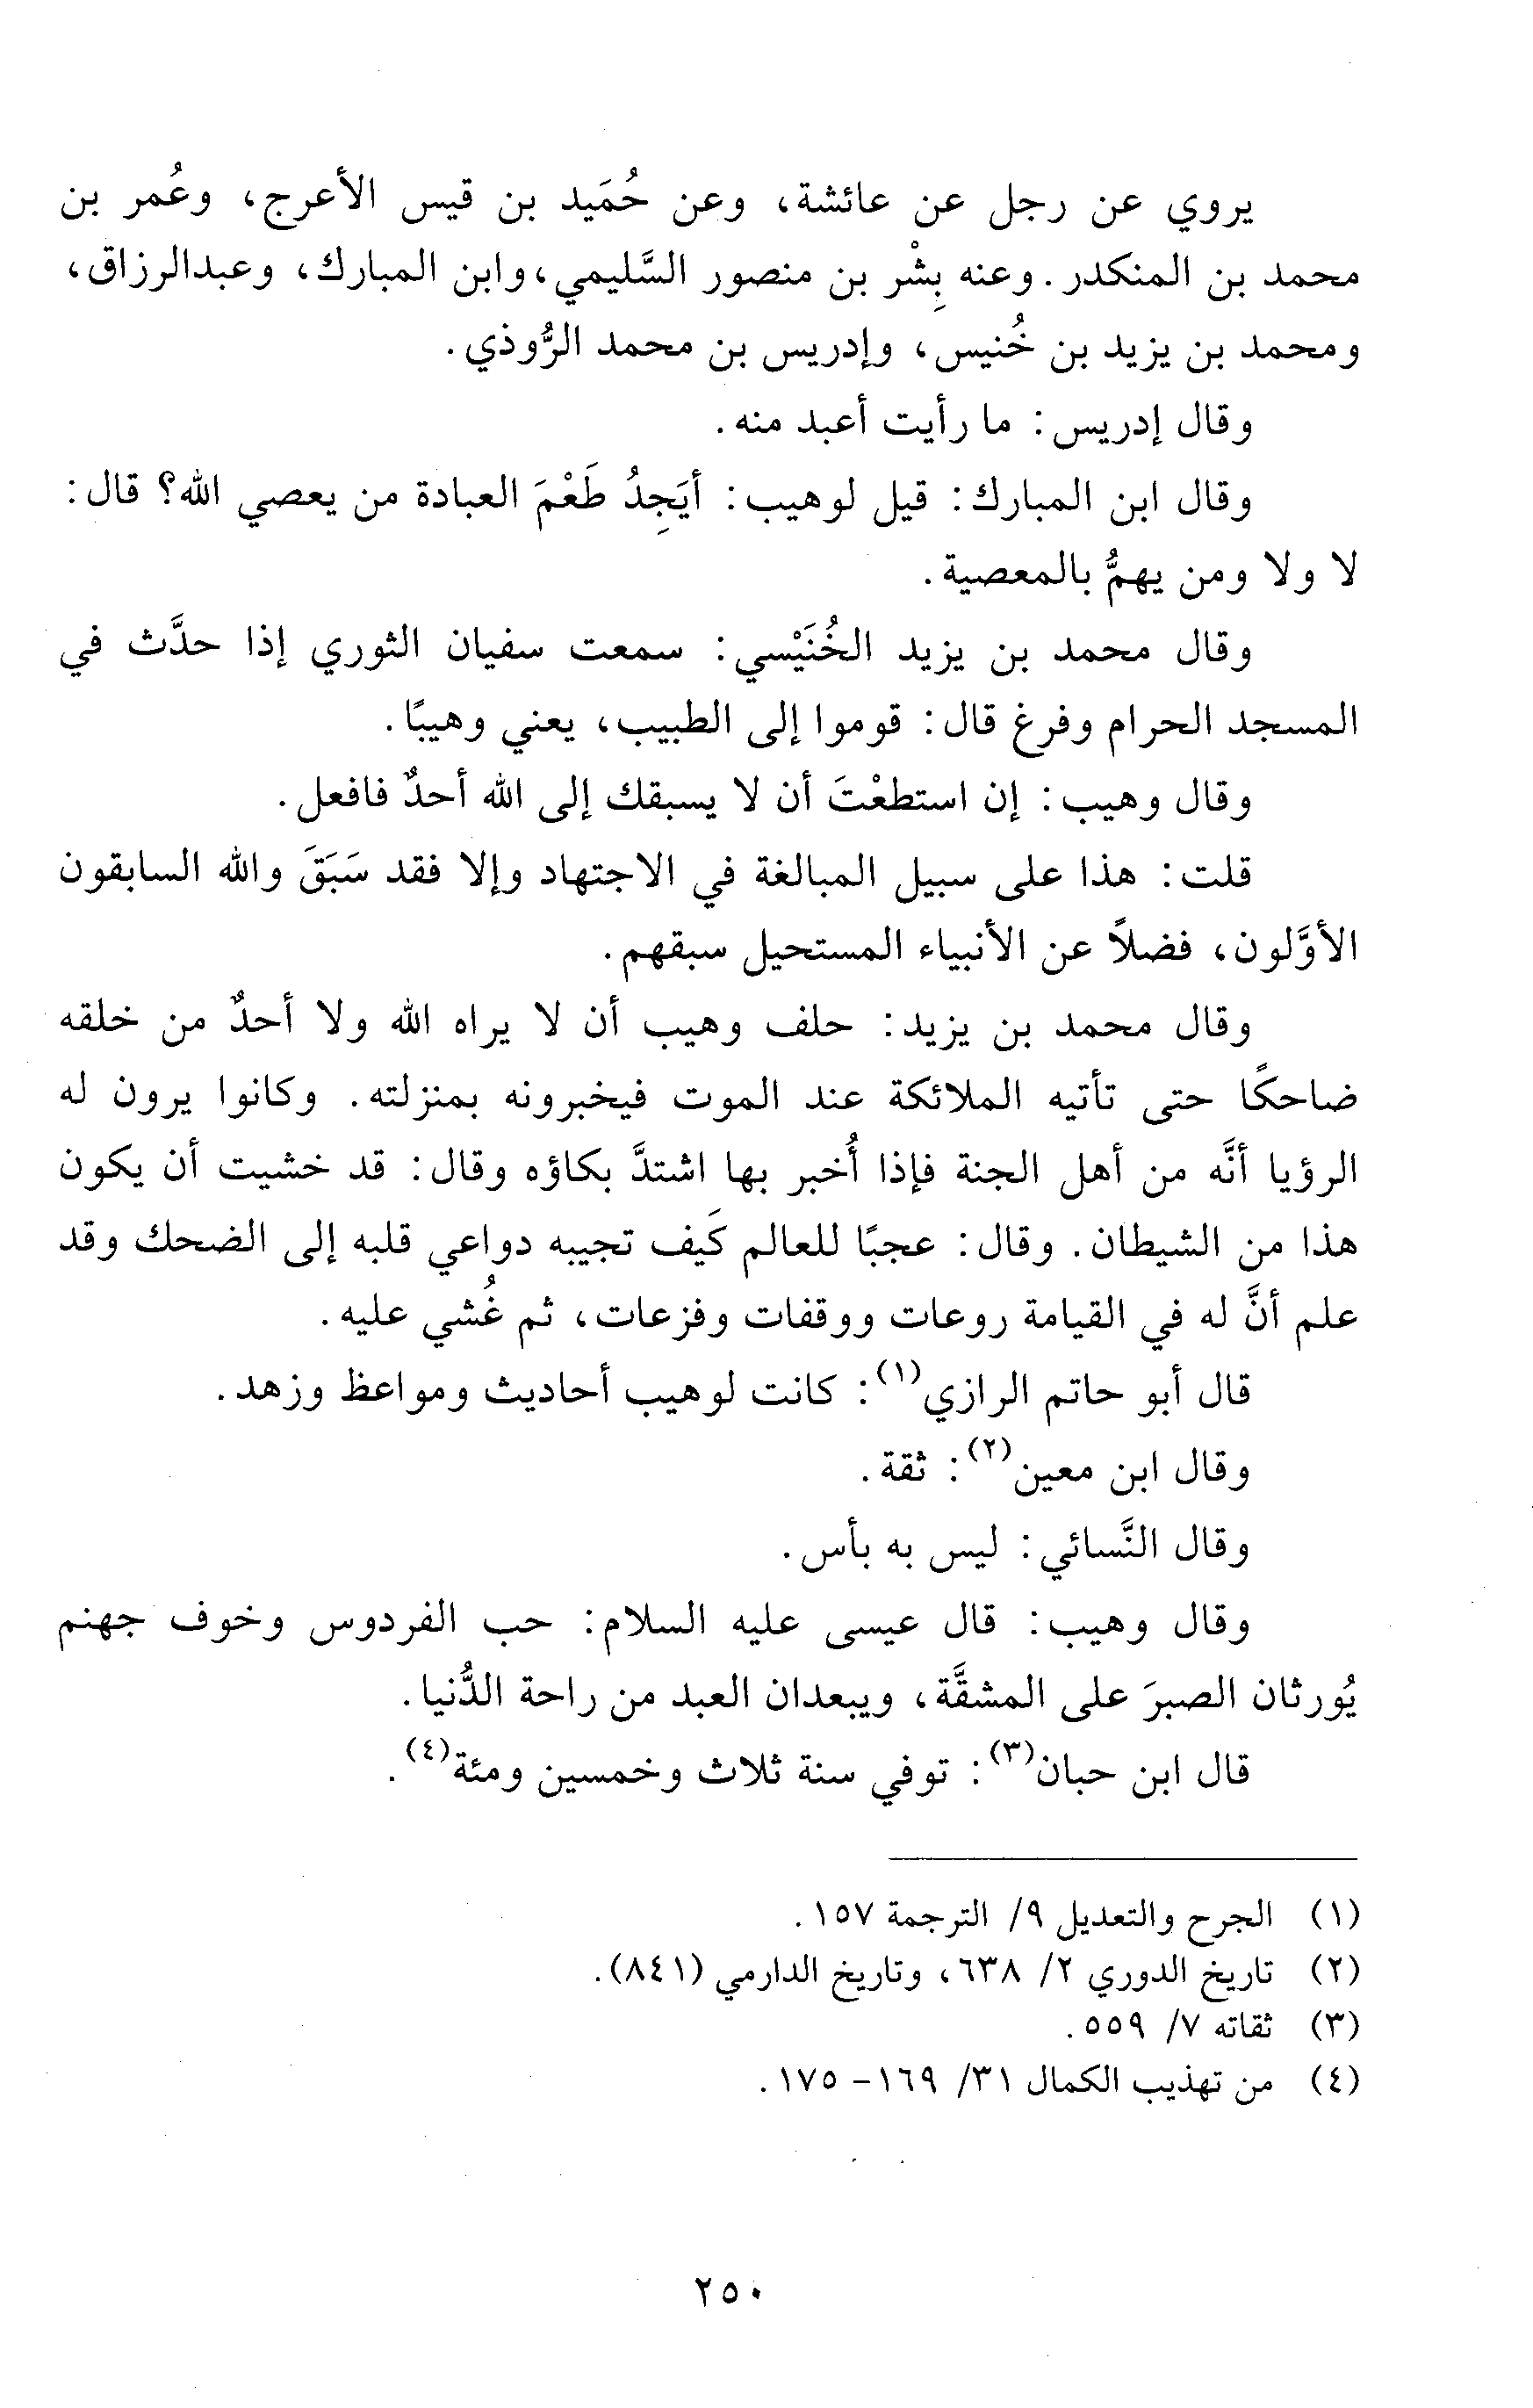 يروي عن رجل عن عائشة، وعن حُمَيد بن قيس الأعرج، وعُمر بن
محمد بن المنكدر. وعنه بِشْر بن منصور السَّليمي، وابن المبارك، وعبدالرزاق،
ومحمد بن يزيد بن خُنيس، وإدريس بن محمد الرُّوذي.
وقال إدريس: ما رأيت أعبد منه.
وقال ابن المبارك: قيل لوهيب: أيَجِدُ طَعْمَ العبادة من يعصي الله؟ قال:
لا ولا ومن يهمُّ بالمعصية.
وقال محمد بن يزيد الخُنَيْسي: سمعت سفيان الثوري إذا حدَّث في
المسجد الحرام وفرغ قال: قوموا إلى الطبيب، يعني وهيبًا.
وقال وهيب: إن استطعْتَ أن لا يسبقك إلى الله أحدٌ فافعل.
قلت: هذا على سبيل المبالغة في الاجتهاد وإلا فقد سَبَقَ والله السابقون
الأوَّلون، فضلاً عن الأنبياء المستحيل سبقهم.
وقال محمد بن يزيد: حلف وهيب أن لا يراه الله ولا أحدٌ من خلقه
ضاحكًا حتى تأتيه الملائكة عند الموت فيخبرونه بمنزلته. وكانوا يرون له
الرؤيا أنَّه من أهل الجنة فإذا أُخبر بها اشتدَّ بكاؤه وقال: قد خشيت أن يكون
هذا من الشيطان. وقال: عجبًا للعالم كَيف تجيبه دواعي قلبه إلى الضحك وقد
علم أنَّ له في القيامة روعات ووقفات وفزعات، ثم غُشي عليه.
قال أبو حاتم الرازي(١): كانت لوهيب أحاديث ومواعظ وزهد.
وقال ابن معين(٢): ثقة.
وقال النَّسائي: ليس به بأس.
وقال وهيب: قال عيسى عليه السلام: حب الفردوس وخوف جهنم
يُورثان الصبرَ على المشقَّة، ويبعدان العبد من راحة الدُّنيا.
قال ابن حبان(٣): توفي سنة ثلاث وخمسين ومئة(٤).
(١) الجرح والتعديل ٩/ الترجمة ١٥٧.
(٢) تاريخ الدوري ٢/ ٦٣٨، وتاريخ الدارمي (٨٤١).
(٣) ثقاته ٧/ ٥٥٩.
(٤) من تهذيب الكمال ٣١/ ١٦٩- ١٧٥.
٢٥٠